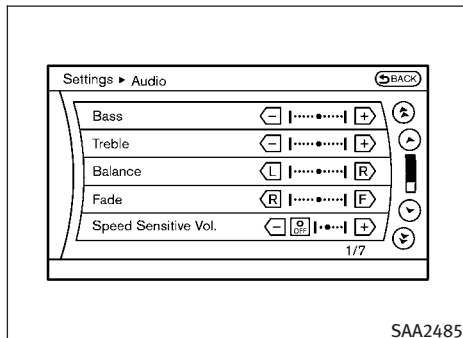 Settings ▸ Audio
BACK
Bass - +
Treble - +
Balance L R
Fade R F
Speed Sensitive Vol. - OFF +
1/7
SAA2485